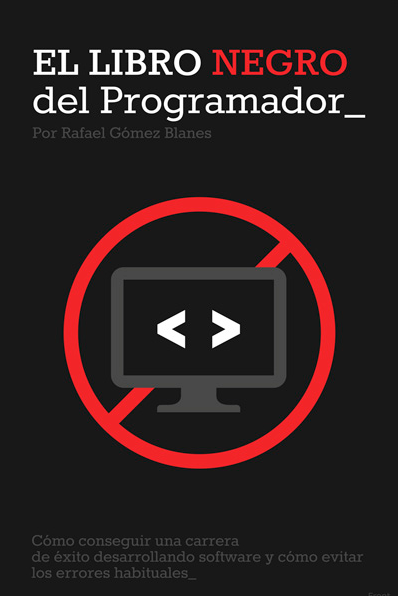 EL LIBRO NEGRO
del Programador_
Por Rafael Gómez Blanes
< >
Cómo conseguir una carrera
de éxito desarrollando software y cómo evitar
los errores habituales_